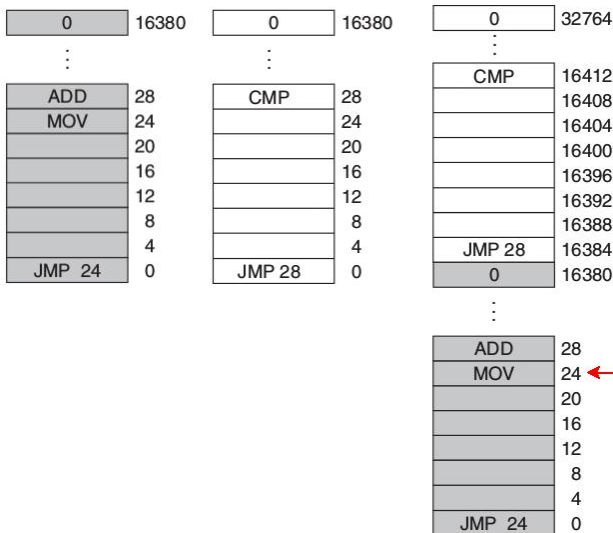 0 16380
ADD 28
MOV 24
20
16
12
8
4
JMP 24 0
0 16380
CMP 28
24
20
16
12
8
4
JMP 28 0
0 32764
CMP 16412
16408
16404
16400
16396
16392
16388
JMP 28 16384
0 16380
ADD 28
MOV 24
20
16
12
8
4
JMP 24 0